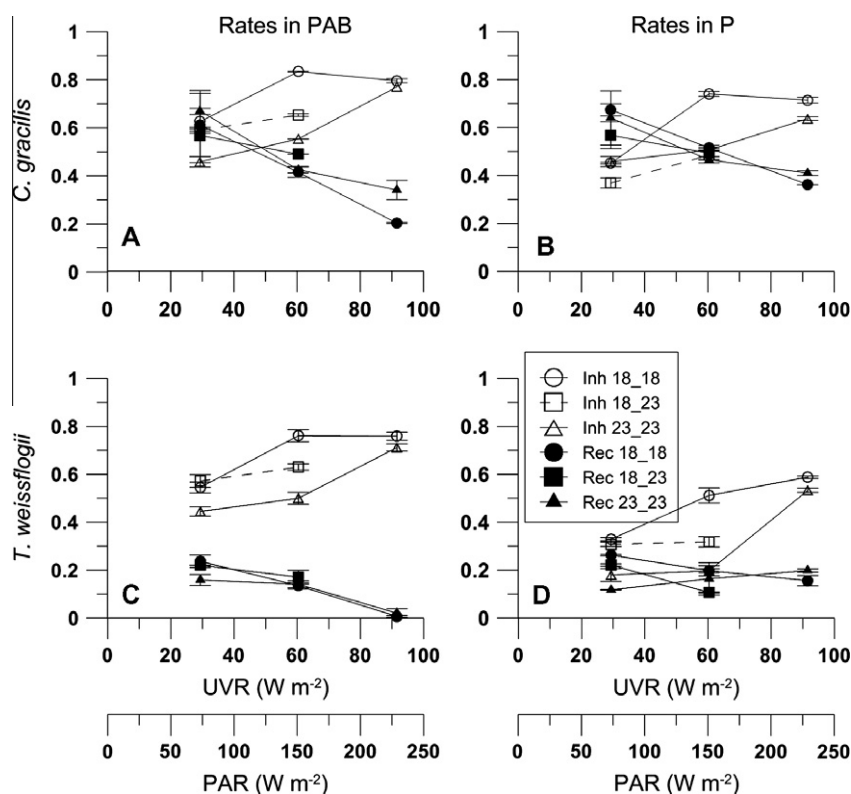 Rates in PAB
Rates in P
C. gracilis
1
0.8
0.6
0.4
0.2
0
A
0 20 40 60 80 100
1
0.8
0.6
0.4
0.2
0
B
0 20 40 60 80 100
T. weissflogii
1
0.8
0.6
0.4
0.2
0
C
0 20 40 60 80 100
UVR (W m-2)
0 50 100 150 200 250
PAR (W m-2)
1
0.8
0.6
0.4
0.2
0
Inh 18_18
Inh 18_23
Inh 23_23
Rec 18_18
Rec 18_23
Rec 23_23
D
0 20 40 60 80 100
UVR (W m-2)
0 50 100 150 200 250
PAR (W m-2)